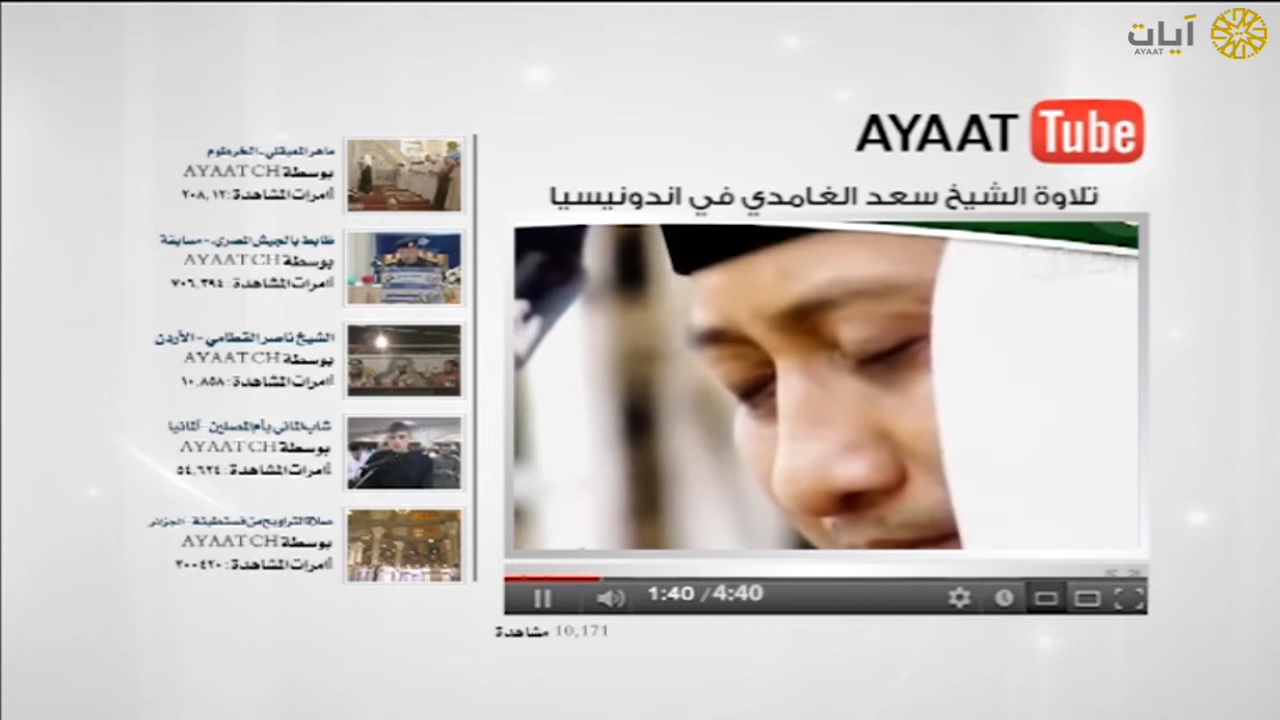 آيات
AYAAT
AYAAT Tube
تلاوة الشيخ سعد الغامدي في اندونيسيا
ماهر المعيقلي - الخرطوم
بوسطة AYAATCH
مرات المشاهدة : ٢٠٨,١٢
ظابط بالجيش المصري - مسابقة
بوسطة AYAATCH
مرات المشاهدة : ٧٠٦,٣٩٤
الشيخ ناصر القطامي - الأردن
بوسطة AYAATCH
مرات المشاهدة : ١٠,٨٥٨
شاب الماني يأم المصلين - ألمانيا
بوسطة AYAATCH
مرات المشاهدة : ٥٤,٦٢٤
صلاة التراويح من قسنطينة - الجزائر
بوسطة AYAATCH
مرات المشاهدة : ٢٠٠٤٢٠
1:40 / 4:40
10,171 مشاهدة